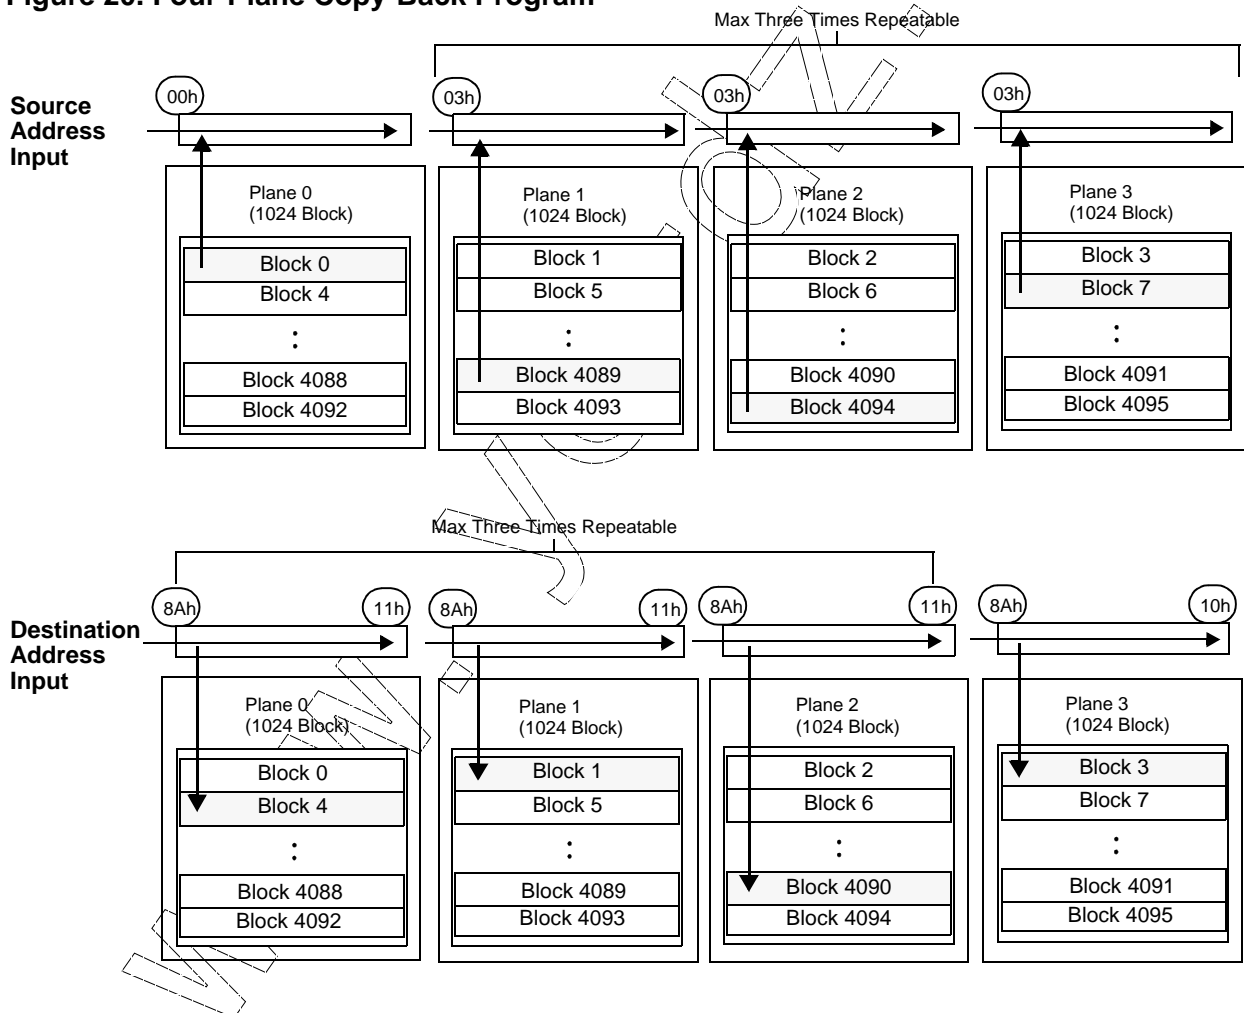 Figure 20. Four-Plane Copy-Back Program
Max Three Times Repeatable
Source
Address
Input
00h
03h
03h
03h
Plane 0
(1024 Block)
Block 0
Block 4
:
Block 4088
Block 4092
Plane 1
(1024 Block)
Block 1
Block 5
:
Block 4089
Block 4093
Plane 2
(1024 Block)
Block 2
Block 6
:
Block 4090
Block 4094
Plane 3
(1024 Block)
Block 3
Block 7
:
Block 4091
Block 4095
Max Three Times Repeatable
Destination
Address
Input
8Ah
11h
8Ah
11h
8Ah
11h
8Ah
10h
Plane 0
(1024 Block)
Block 0
Block 4
:
Block 4088
Block 4092
Plane 1
(1024 Block)
Block 1
Block 5
:
Block 4089
Block 4093
Plane 2
(1024 Block)
Block 2
Block 6
:
Block 4090
Block 4094
Plane 3
(1024 Block)
Block 3
Block 7
:
Block 4091
Block 4095